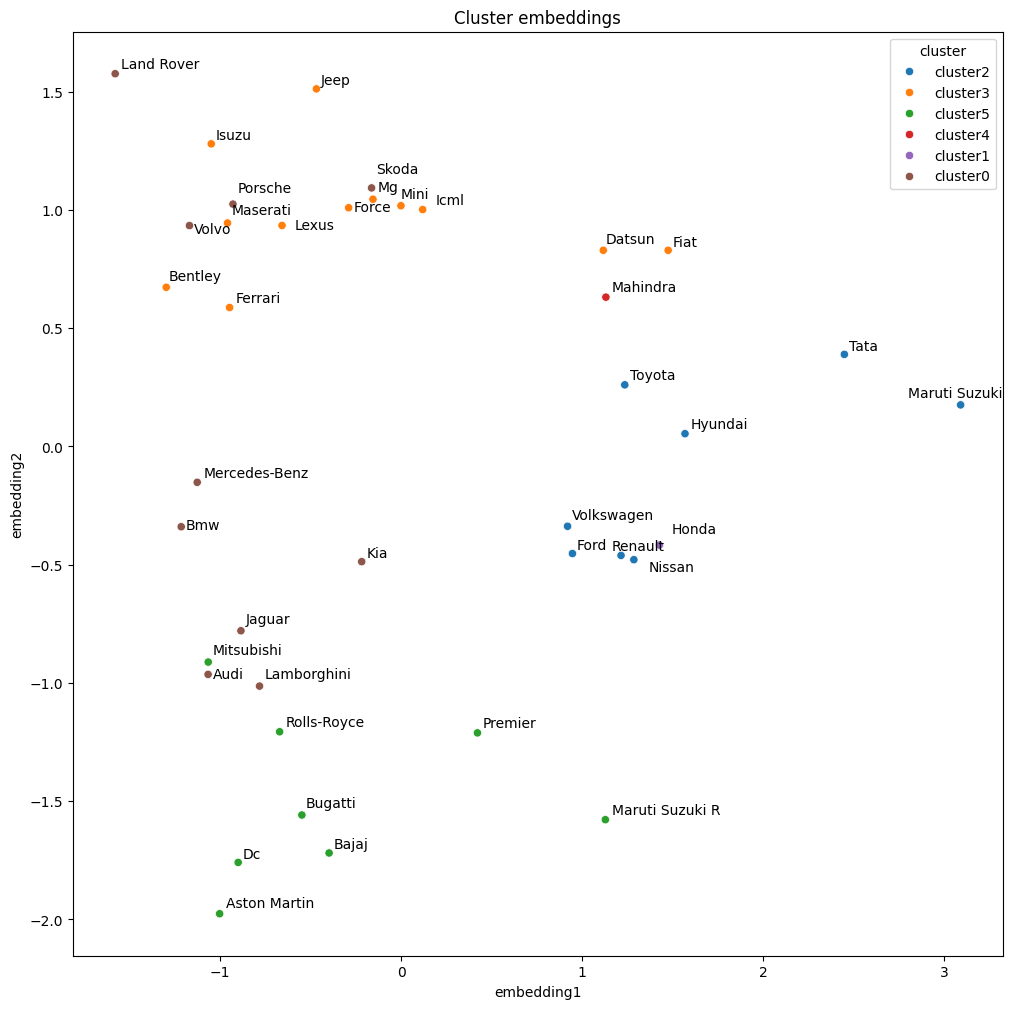 Cluster embeddings
cluster
cluster2
cluster3
cluster5
cluster4
cluster1
cluster0
Land Rover
Jeep
Isuzu
Skoda
Porsche
Mg
Mini
Icml
Maserati
Force
Volvo
Lexus
Datsun
Fiat
Bentley
Ferrari
Mahindra
Tata
Toyota
Maruti Suzuki
Hyundai
Mercedes-Benz
Bmw
Volkswagen
Honda
Ford
Renault
Kia
Nissan
Jaguar
Mitsubishi
Audi
Lamborghini
Rolls-Royce
Premier
Bugatti
Maruti Suzuki R
Bajaj
Dc
Aston Martin
1.5
1.0
0.5
0.0
−0.5
−1.0
−1.5
−2.0
embedding2
−1
0
1
2
3
embedding1